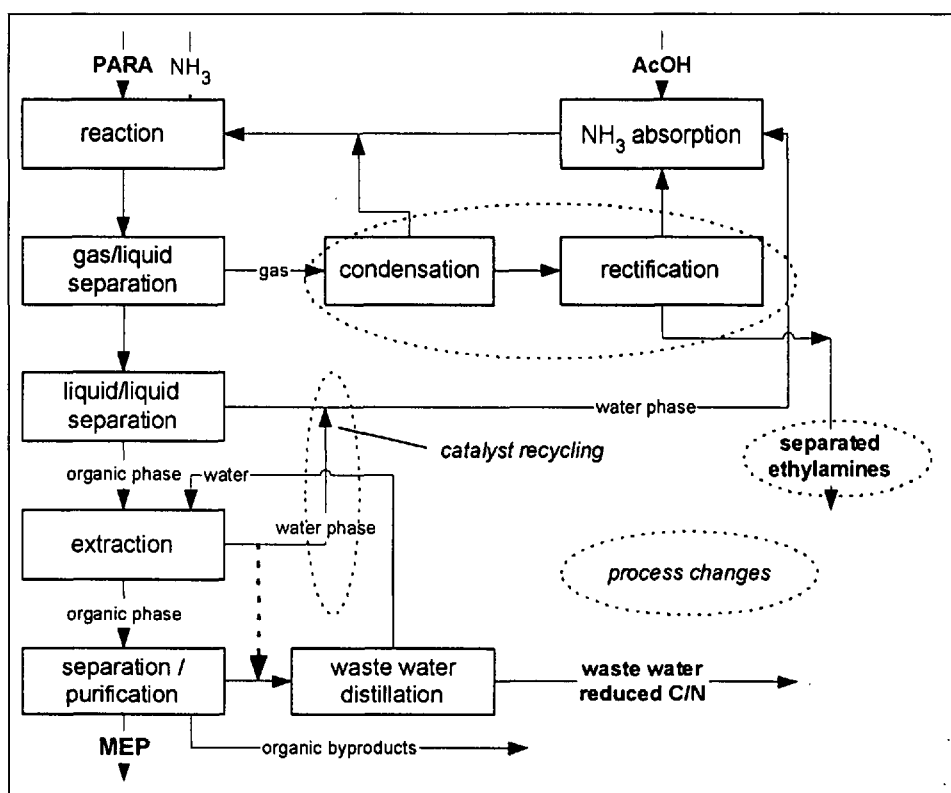 PARA NH3 AcOH
reaction
NH3 absorption
gas/liquid
separation
gas
condensation
rectification
liquid/liquid
separation
water phase
catalyst recycling
separated
ethylamines
organic phase
water
water phase
extraction
process changes
organic phase
separation /
purification
waste water
distillation
waste water
reduced C/N
MEP
organic byproducts